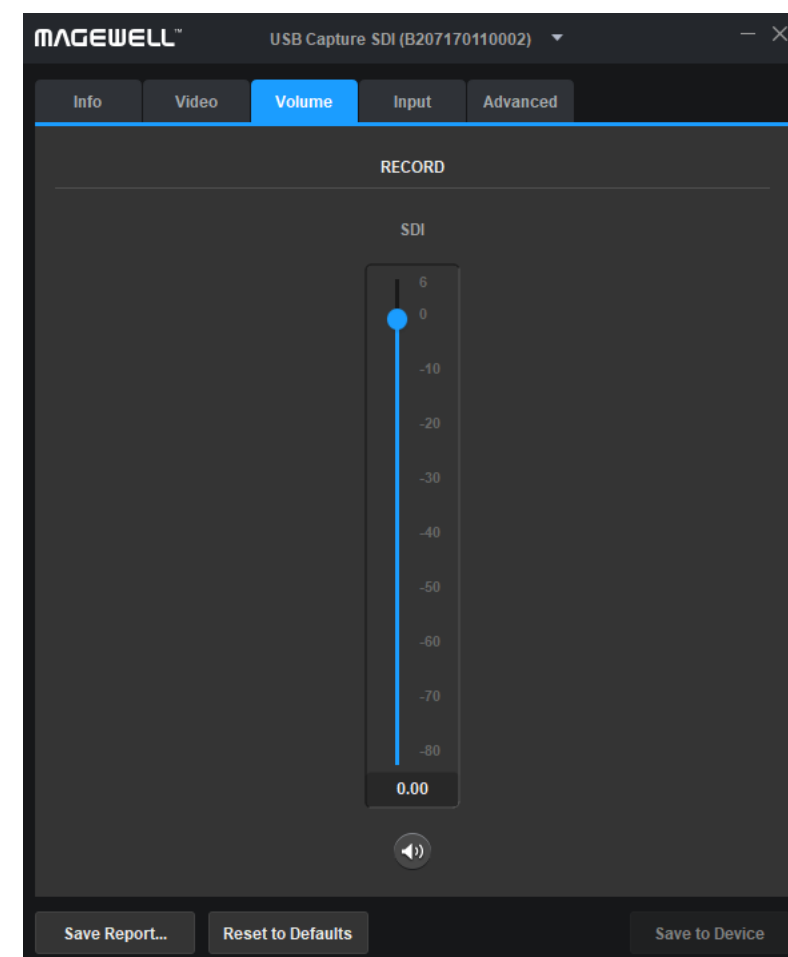 MAGEWELL™ USB Capture SDI (B207170110002)
Info Video Volume Input Advanced
RECORD
SDI
6
0
-10
-20
-30
-40
-50
-60
-70
-80
0.00
Save Report... Reset to Defaults Save to Device